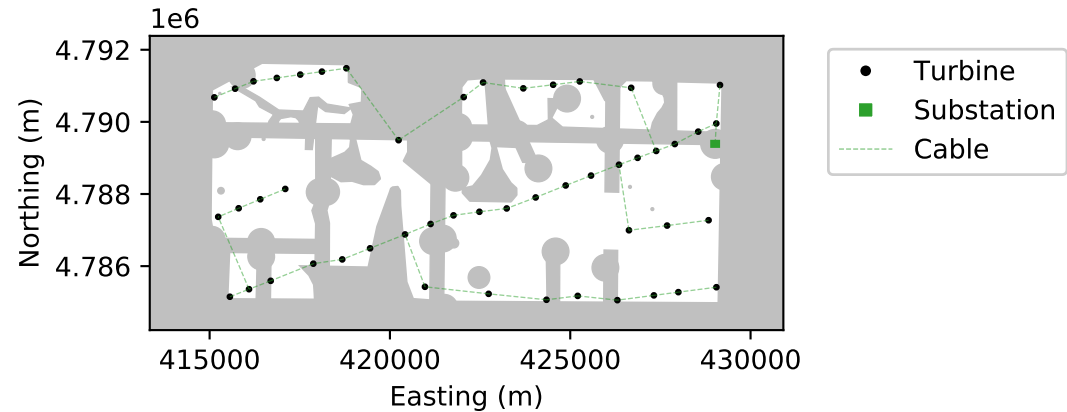 1e6
4.792
4.790
4.788
4.786
Northing (m)
415000 420000 425000 430000
Easting (m)
Turbine
Substation
Cable